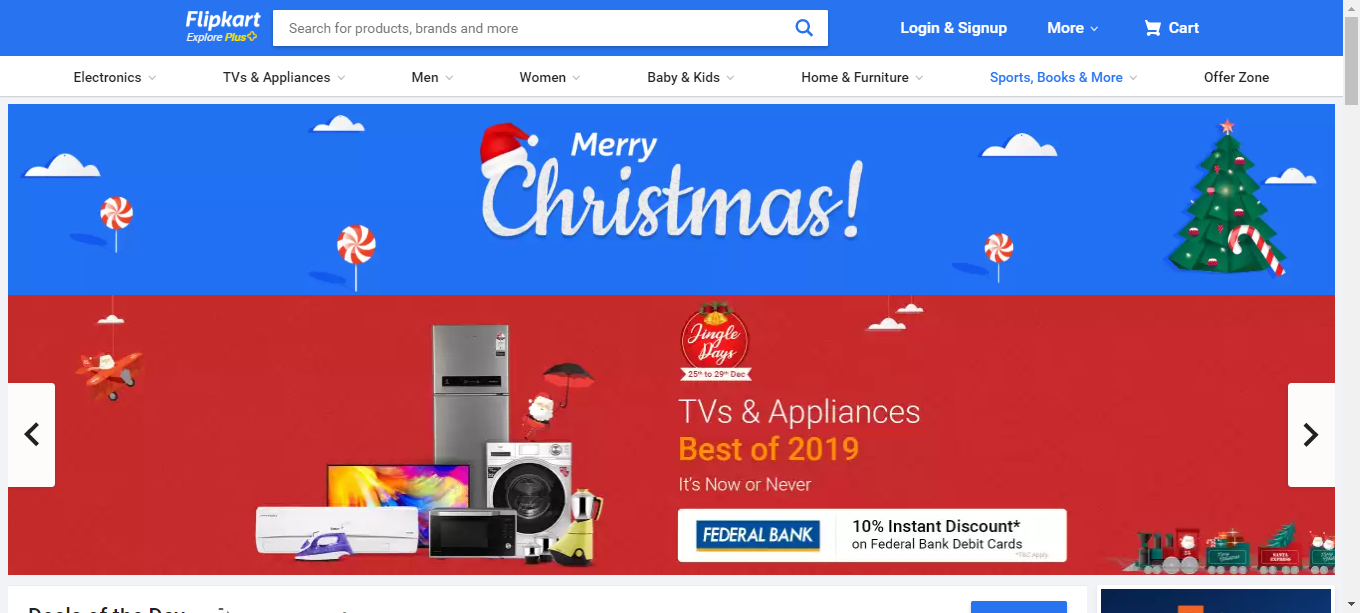 Flipkart
Explore Plus
Search for products, brands and more
Login & Signup
More
Cart
Electronics
TVs & Appliances
Men
Women
Baby & Kids
Home & Furniture
Sports, Books & More
Offer Zone
Merry
Christmas!
Jingle
Days
25th to 29th Dec
TVs & Appliances
Best of 2019
It's Now or Never
FEDERAL BANK
10% Instant Discount*
on Federal Bank Debit Cards
*T&C Apply
SANTA
EXPRESS
Deals of the Day